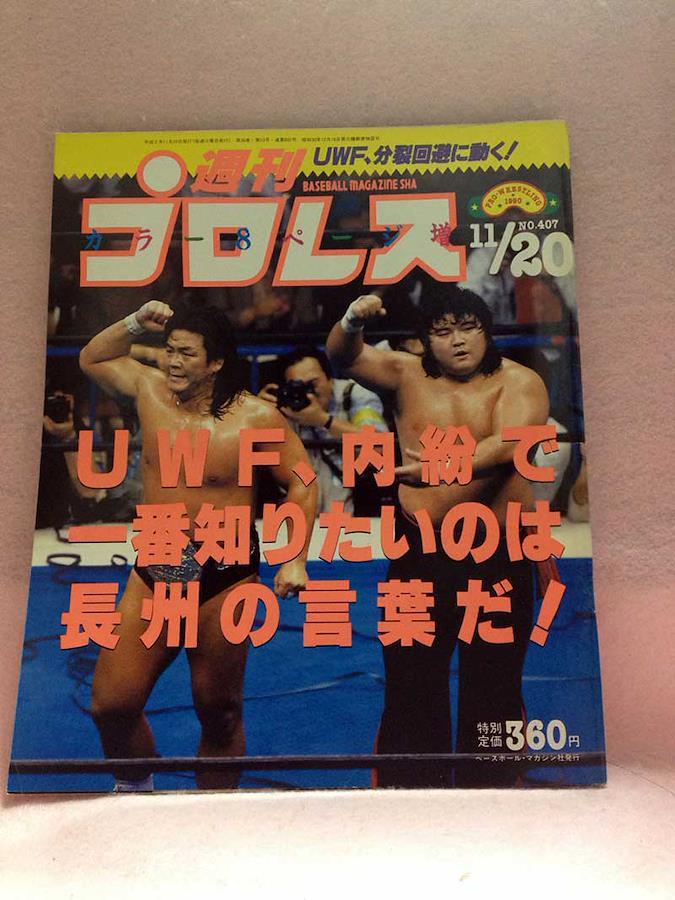 UWF、分裂回避に動く!
週刊
BASEBALL MAGAZINE SHA
プロレス
カラー8ページ増
PRO-WRESTLING
1990
NO.407
11/20
UWF、内紛で
一番知りたいのは
長州の言葉だ!
特別
定価 360円
ベースボール・マガジン社発行